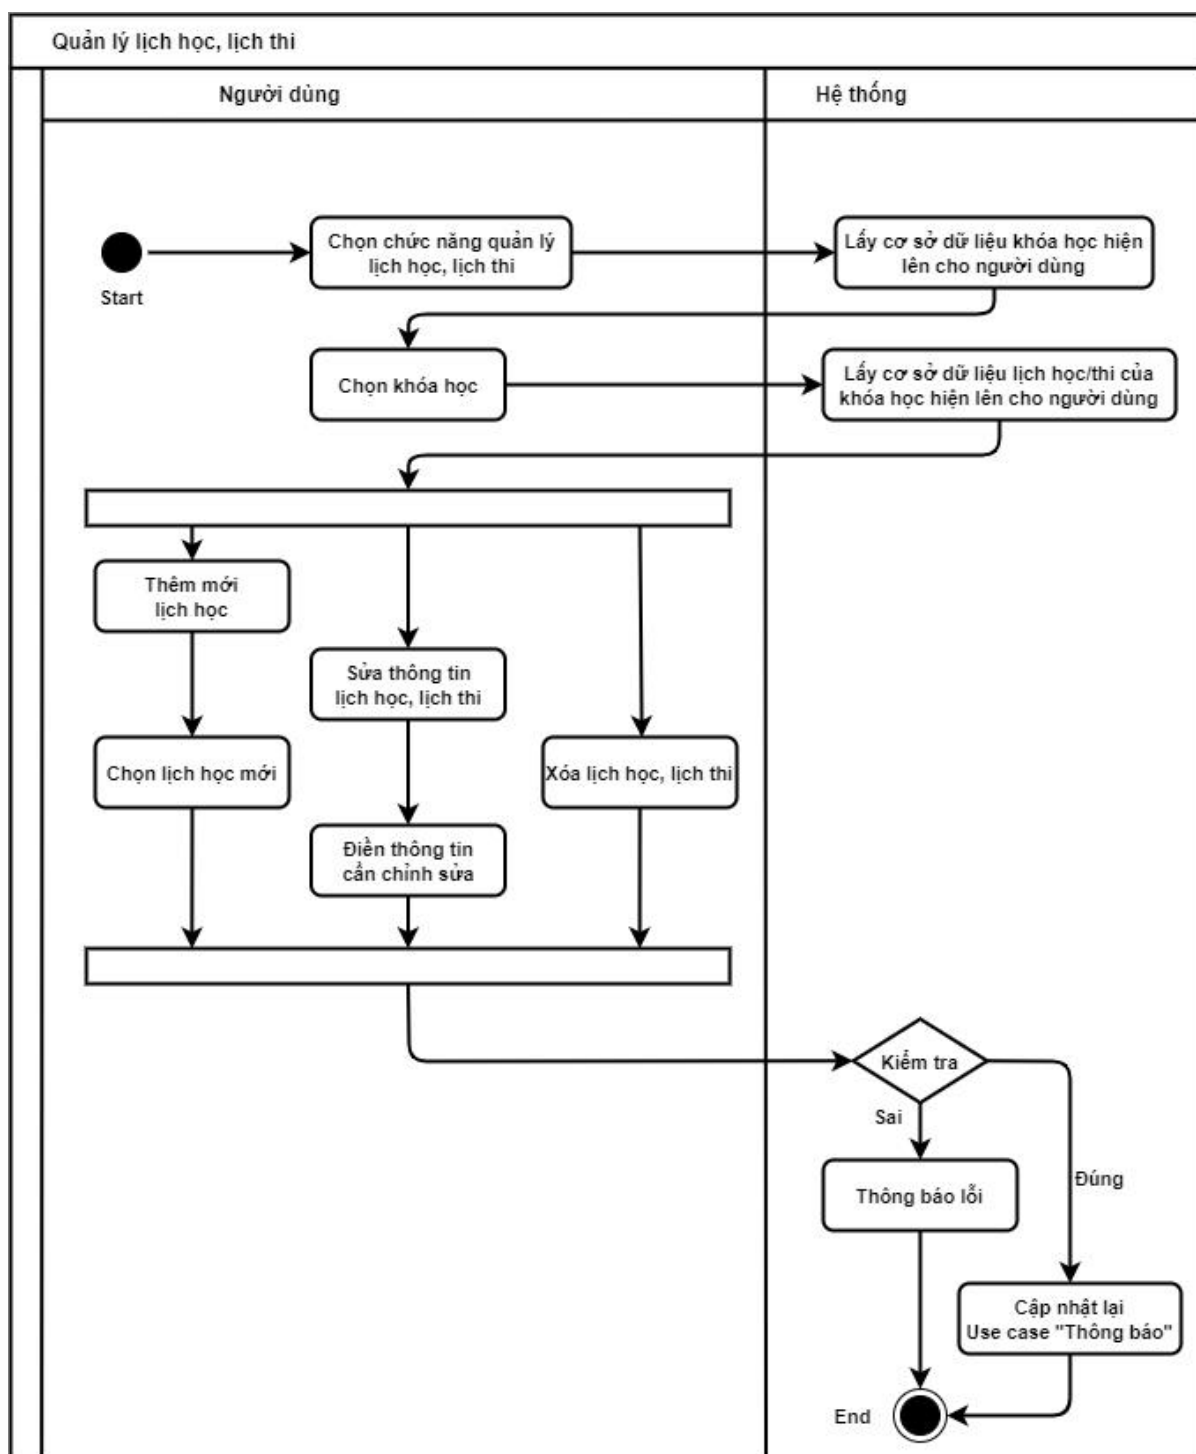 Quản lý lịch học, lịch thi
Người dùng
Hệ thống
Start
Chọn chức năng quản lý
lịch học, lịch thi
Lấy cơ sở dữ liệu khóa học hiện
lên cho người dùng
Chọn khóa học
Lấy cơ sở dữ liệu lịch học/thi của
khóa học hiện lên cho người dùng
Thêm mới
lịch học
Sửa thông tin
lịch học, lịch thi
Chọn lịch học mới
Xóa lịch học, lịch thi
Điền thông tin
cần chỉnh sửa
Kiểm tra
Sai
Đúng
Thông báo lỗi
Cập nhật lại
Use case "Thông báo"
End